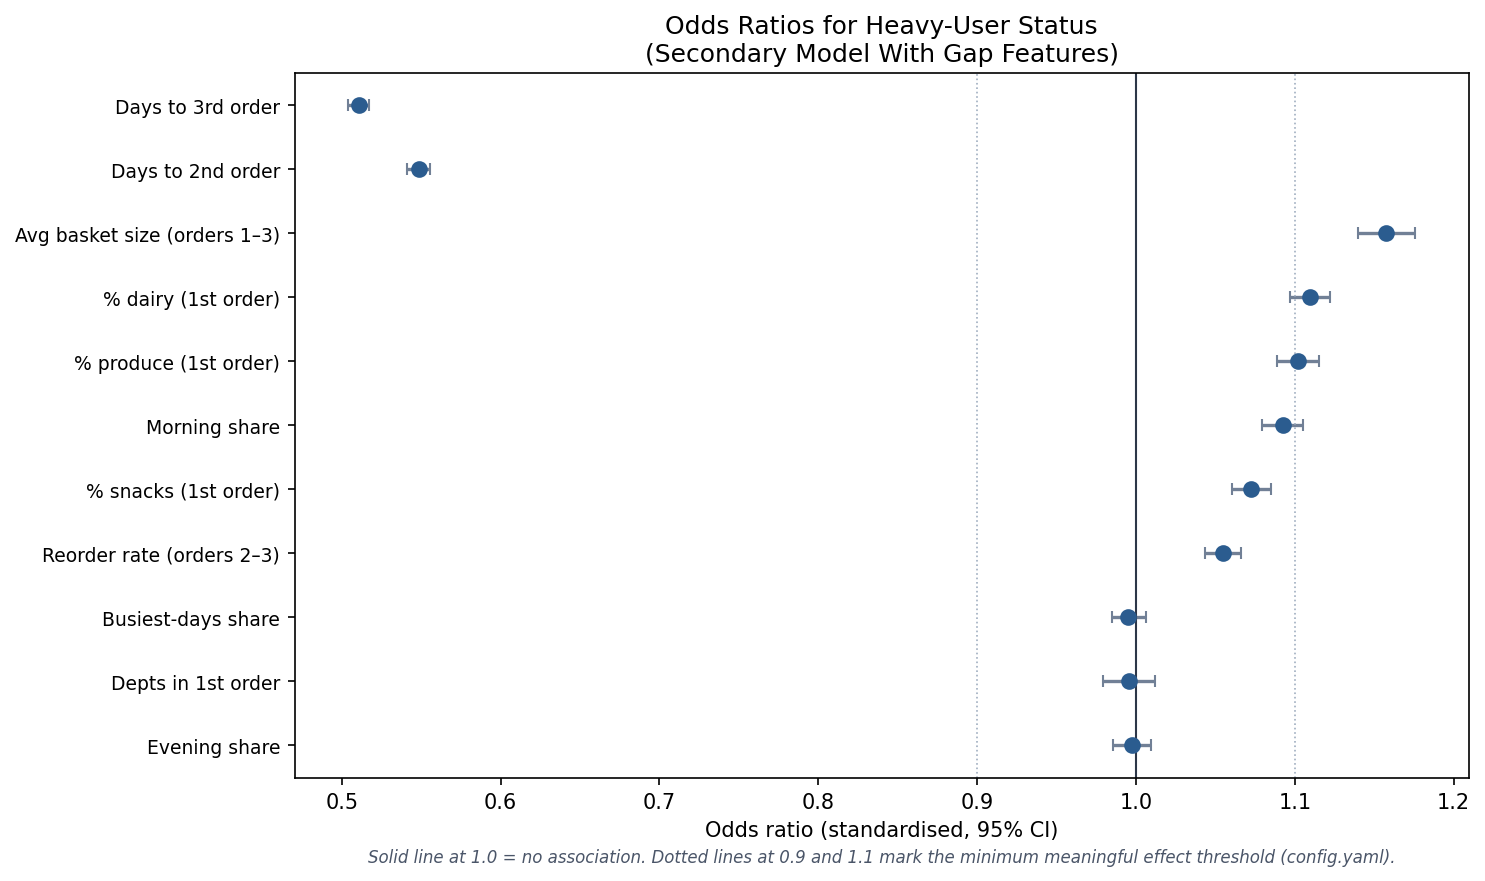 Odds Ratios for Heavy-User Status
(Secondary Model With Gap Features)
Days to 3rd order
Days to 2nd order
Avg basket size (orders 1–3)
% dairy (1st order)
% produce (1st order)
Morning share
% snacks (1st order)
Reorder rate (orders 2–3)
Busiest-days share
Depts in 1st order
Evening share
0.5 0.6 0.7 0.8 0.9 1.0 1.1 1.2
Odds ratio (standardised, 95% CI)
Solid line at 1.0 = no association. Dotted lines at 0.9 and 1.1 mark the minimum meaningful effect threshold (config.yaml).